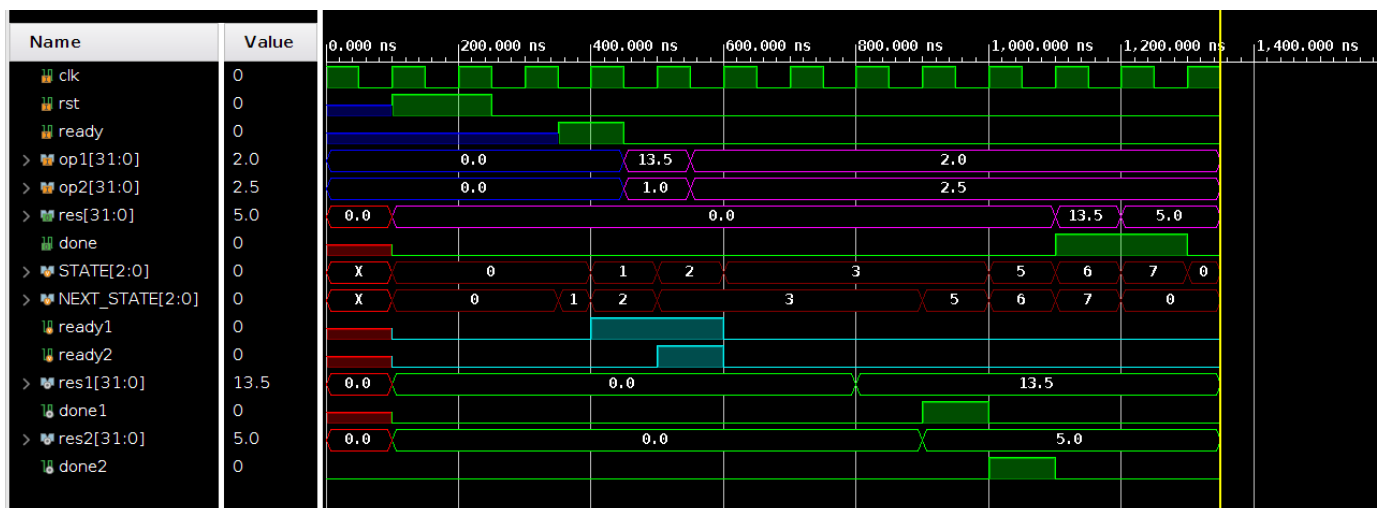 Name Value 0.000 ns 200.000 ns 400.000 ns 600.000 ns 800.000 ns 1,000.000 ns 1,200.000 ns 1,400.000 ns
clk 0
rst 0
ready 0
op1[31:0] 2.0 0.0 13.5 2.0
op2[31:0] 2.5 0.0 1.0 2.5
res[31:0] 5.0 0.0 0.0 13.5 5.0
done 0
STATE[2:0] 0 X 0 1 2 3 5 6 7 0
NEXT_STATE[2:0] 0 X 0 1 2 3 5 6 7 0
ready1 0
ready2 0
res1[31:0] 13.5 0.0 0.0 13.5
done1 0
res2[31:0] 5.0 0.0 0.0 5.0
done2 0